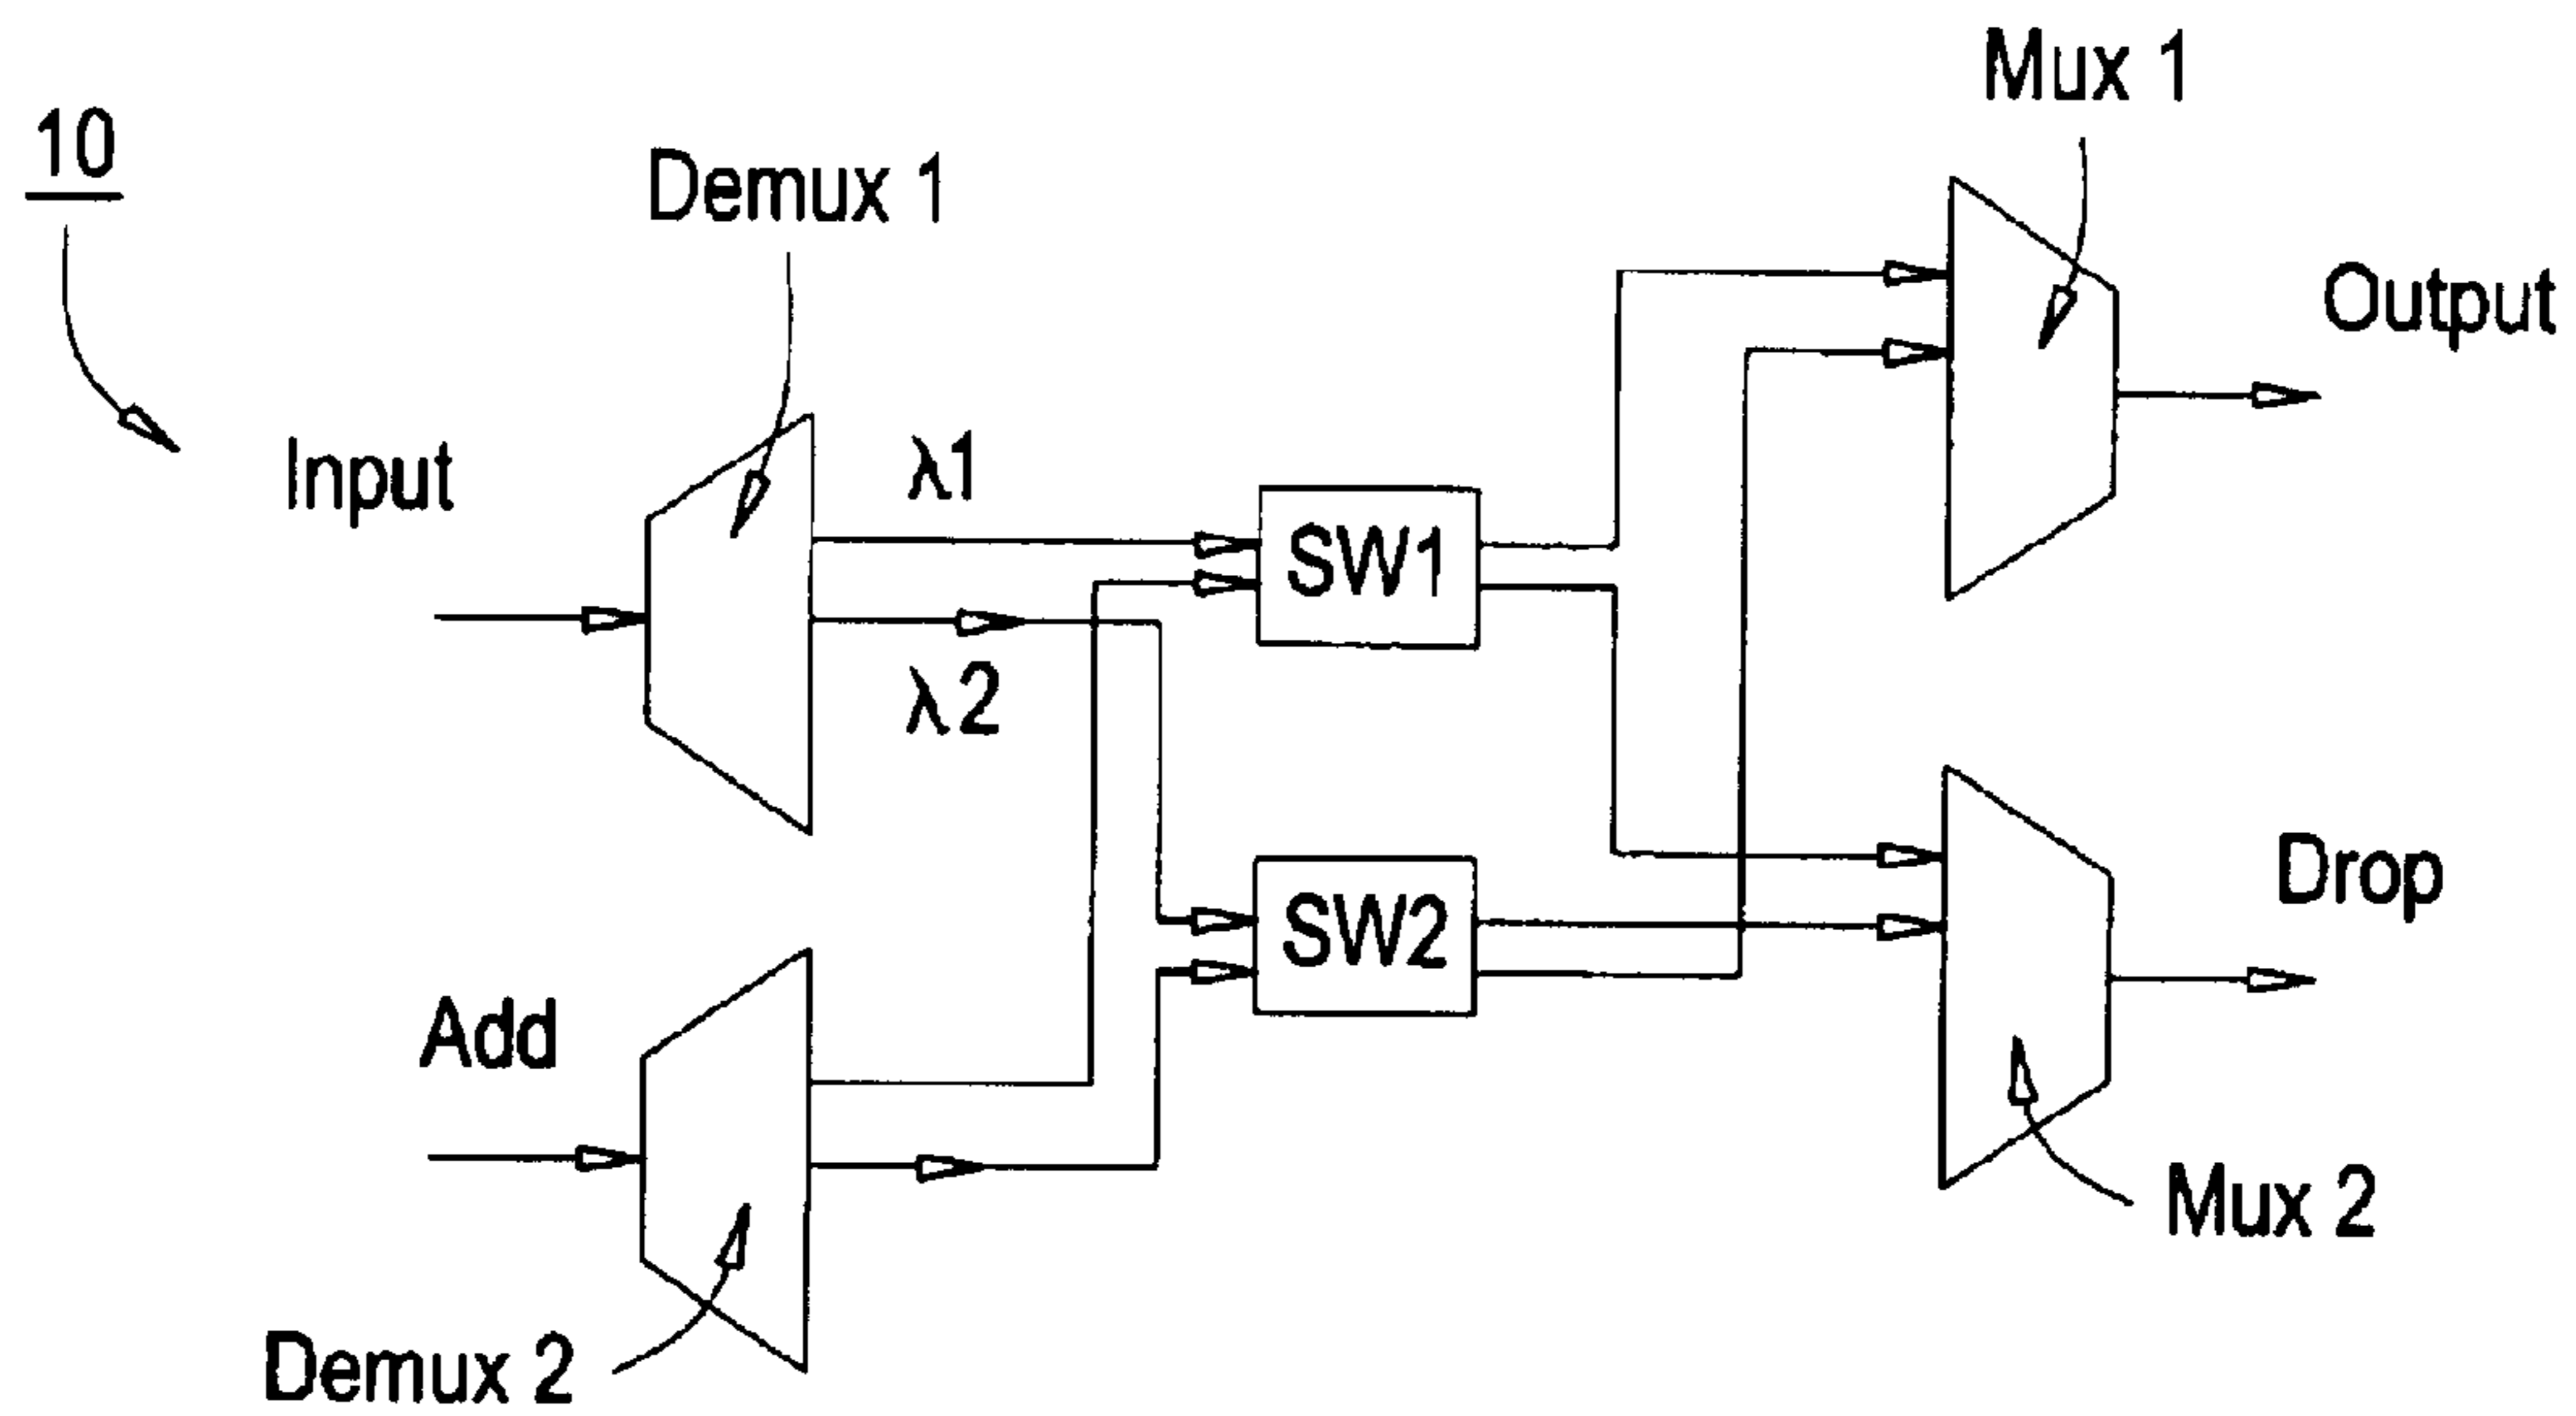 Mux 1
10
Demux 1
Output
Input
λ1
SW1
λ2
Drop
SW2
Add
Mux 2
Demux 2